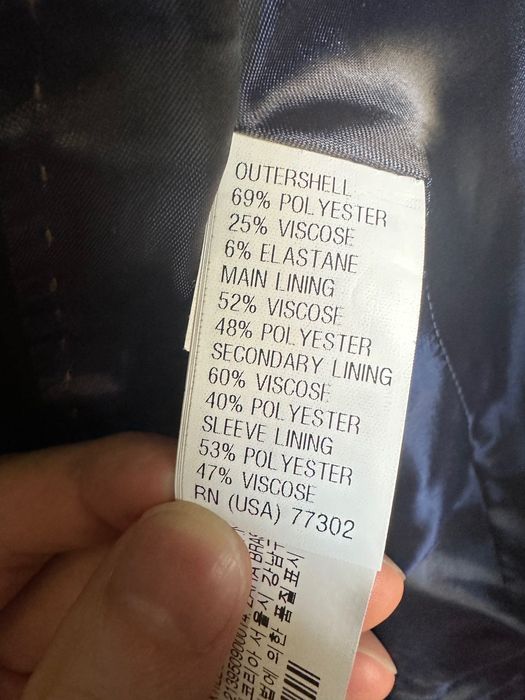 OUTERSHELL
69% POLYESTER
25% VISCOSE
6% ELASTANE
MAIN LINING
52% VISCOSE
48% POLYESTER
SECONDARY LINING
60% VISCOSE
40% POLYESTER
SLEEVE LINING
53% POLYESTER
47% VISCOSE
RN (USA) 77302